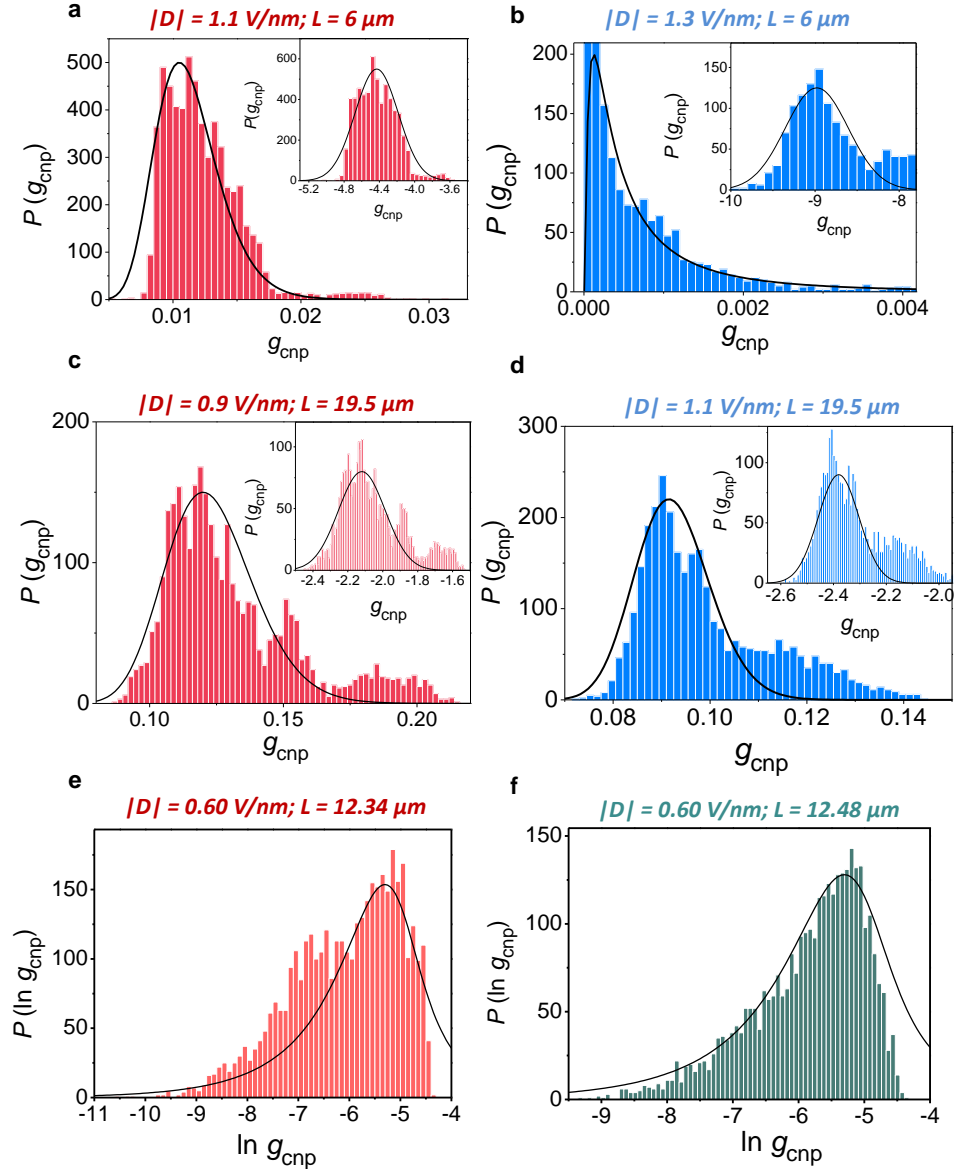 a
|D| = 1.1 V/nm; L = 6 µm
500
400
300
200
100
0
P (g_cnp)
0.01 0.02 0.03
g_cnp
600
400
200
0
P(g_cnp)
-5.2 -4.8 -4.4 -4.0 -3.6
g_cnp
b
|D| = 1.3 V/nm; L = 6 µm
200
150
100
50
0
P (g_cnp)
0.000 0.002 0.004
g_cnp
150
125
100
75
50
25
0
P (g_cnp)
-10 -9 -8
g_cnp
c
|D| = 0.9 V/nm; L = 19.5 µm
200
100
0
P (g_cnp)
0.10 0.15 0.20
g_cnp
100
50
0
P (g_cnp)
-2.4 -2.2 -2.0 -1.8 -1.6
g_cnp
d
|D| = 1.1 V/nm; L = 19.5 µm
300
200
100
0
P (g_cnp)
0.08 0.10 0.12 0.14
g_cnp
100
50
0
P (g_cnp)
-2.6 -2.4 -2.2 -2.0
g_cnp
e
|D| = 0.60 V/nm; L = 12.34 µm
200
150
100
50
0
P (ln g_cnp)
-11 -10 -9 -8 -7 -6 -5 -4
ln g_cnp
f
|D| = 0.60 V/nm; L = 12.48 µm
150
100
50
0
P (ln g_cnp)
-9 -8 -7 -6 -5 -4
ln g_cnp